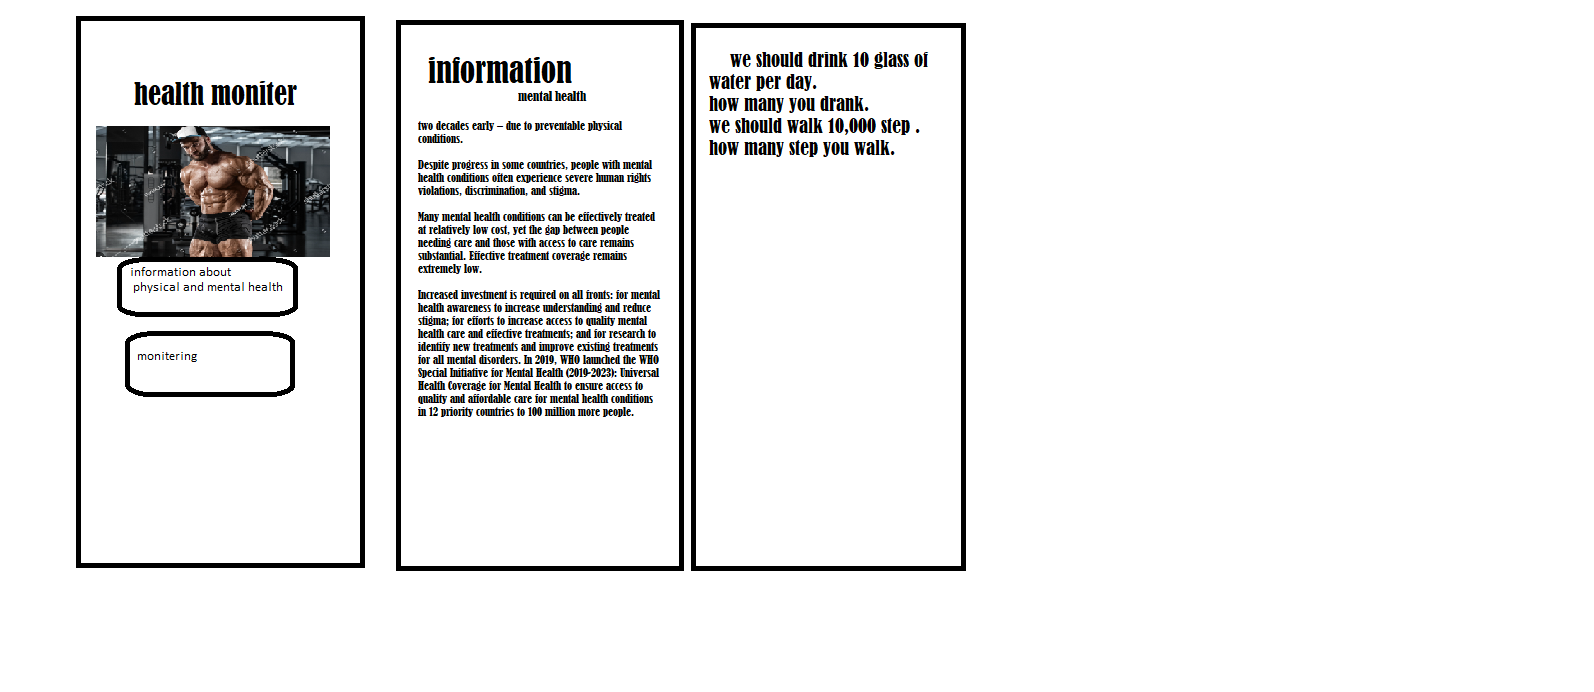 health moniter
information about
physical and mental health
monitering
information
mental health
two decades early – due to preventable physical
conditions.
Despite progress in some countries, people with mental
health conditions often experience severe human rights
violations, discrimination, and stigma.
Many mental health conditions can be effectively treated
at relatively low cost, yet the gap between people
needing care and those with access to care remains
substantial. Effective treatment coverage remains
extremely low.
Increased investment is required on all fronts: for mental
health awareness to increase understanding and reduce
stigma; for efforts to increase access to quality mental
health care and effective treatments; and for research to
identify new treatments and improve existing treatments
for all mental disorders. In 2019, WHO launched the WHO
Special Initiative for Mental Health (2019-2023): Universal
Health Coverage for Mental Health to ensure access to
quality and affordable care for mental health conditions
in 12 priority countries to 100 million more people.
we should drink 10 glass of
water per day.
how many you drank.
we should walk 10,000 step .
how many step you walk.